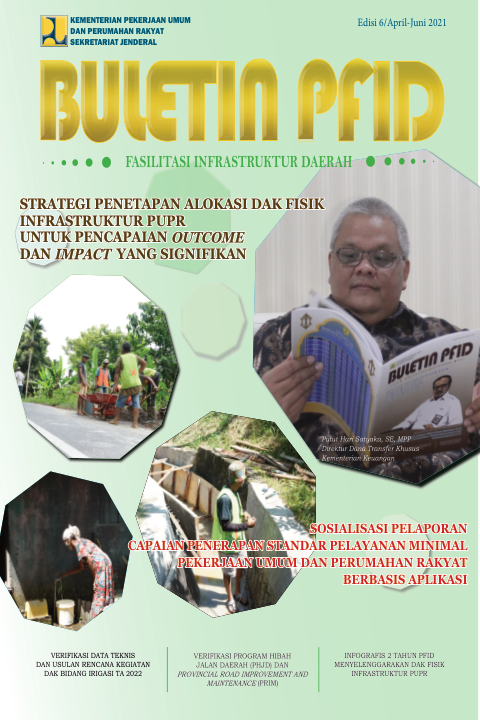 KEMENTERIAN PEKERJAAN UMUM
DAN PERUMAHAN RAKYAT
SEKRETARIAT JENDERAL
Edisi 6/April-Juni 2021
BULETIN PFID
FASILITASI INFRASTRUKTUR DAERAH
STRATEGI PENETAPAN ALOKASI DAK FISIK
INFRASTRUKTUR PUPR
UNTUK PENCAPAIAN OUTCOME
DAN IMPACT YANG SIGNIFIKAN
BULETIN PFID
Putut Hari Satyaka, SE, MPP
Direktur Dana Transfer Khusus
Kementerian Keuangan
SOSIALISASI PELAPORAN
CAPAIAN PENERAPAN STANDAR PELAYANAN MINIMAL
PEKERJAAN UMUM DAN PERUMAHAN RAKYAT
BERBASIS APLIKASI
VERIFIKASI DATA TEKNIS
DAN USULAN RENCANA KEGIATAN
DAK BIDANG IRIGASI TA 2022
VERIFIKASI PROGRAM HIBAH
JALAN DAERAH (PHJD) DAN
PROVINCIAL ROAD IMPROVEMENT AND
MAINTENANCE (PRIM)
INFOGRAFIS 2 TAHUN PFID
MENYELENGGARAKAN DAK FISIK
INFRASTRUKTUR PUPR